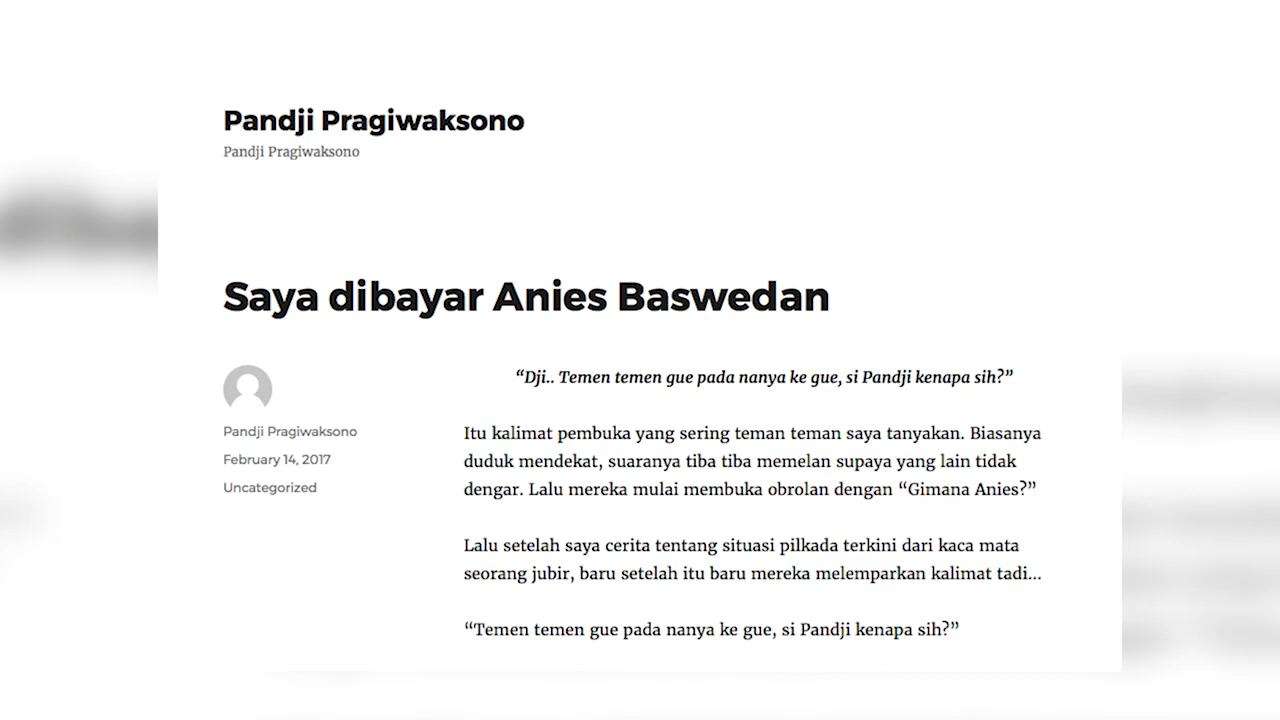 Pandji Pragiwaksono
Pandji Pragiwaksono
Saya dibayar Anies Baswedan
Pandji Pragiwaksono
February 14, 2017
Uncategorized
“Dji.. Temen temen gue pada nanya ke gue, si Pandji kenapa sih?”
Itu kalimat pembuka yang sering teman teman saya tanyakan. Biasanya
duduk mendekat, suaranya tiba tiba memelan supaya yang lain tidak
dengar. Lalu mereka mulai membuka obrolan dengan “Gimana Anies?”
Lalu setelah saya cerita tentang situasi pilkada terkini dari kaca mata
seorang jubir, baru setelah itu baru mereka melemparkan kalimat tadi…
“Temen temen gue pada nanya ke gue, si Pandji kenapa sih?”